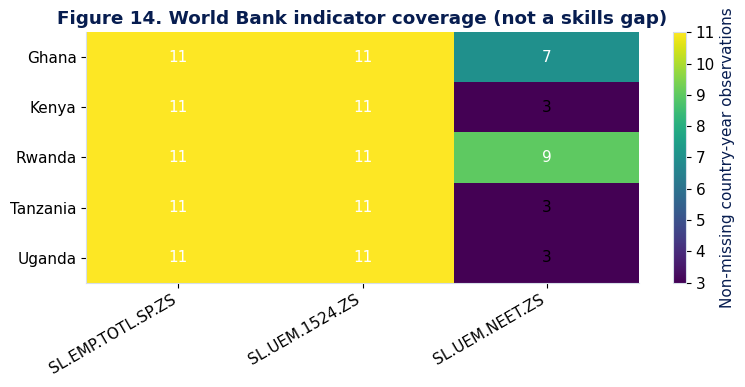 Figure 14. World Bank indicator coverage (not a skills gap)
Ghana 11 11 7
Kenya 11 11 3
Rwanda 11 11 9
Tanzania 11 11 3
Uganda 11 11 3
SL.EMP.TOTL.SP.ZS
SL.UEM.1524.ZS
SL.UEM.NEET.ZS
11
10
9
8
7
6
5
4
3
Non-missing country-year observations